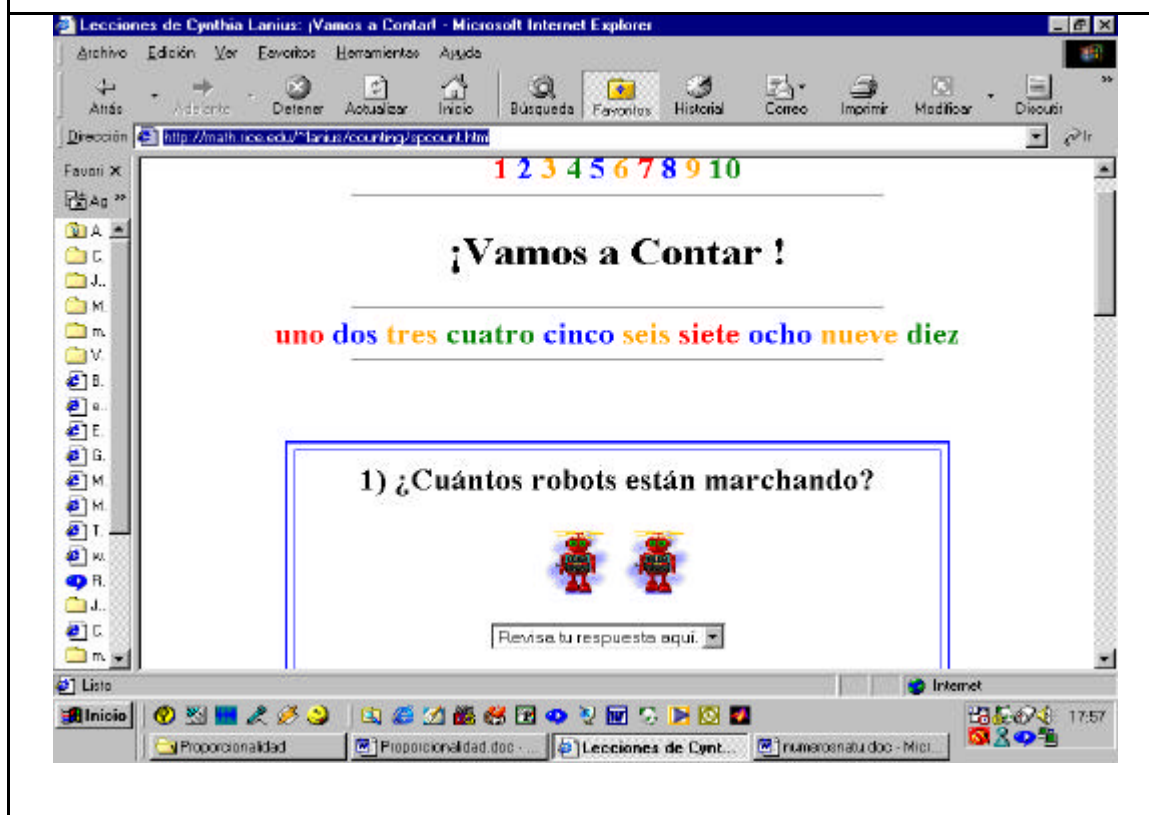 Lecciones de Cynthia Lanius: ¡Vamos a Contar! - Microsoft Internet Explorer
Archivo Edición Ver Favoritos Herramientas Ayuda
Atrás Adelante Detener Actualizar Inicio Búsqueda Favoritos Historial Correo Imprimir Modificar Discutir »
Dirección http://math.rice.edu/~lanius/counting/spcount.htm Ir
Favori X
Ag »
1 2 3 4 5 6 7 8 9 10
A
C
¡Vamos a Contar !
J..
M.
m.
uno dos tres cuatro cinco seis siete ocho nueve diez
V.
B.
e..
E.
G.
M.
1) ¿Cuántos robots están marchando?
M.
T.
w.
R.
J..
C
Revisa tu respuesta aquí.
m.
Listo Internet
Inicio 17:57
Proporcionalidad Proporcionalidad.doc - ... Lecciones de Cynt... numerosnatu.doc - Micr...